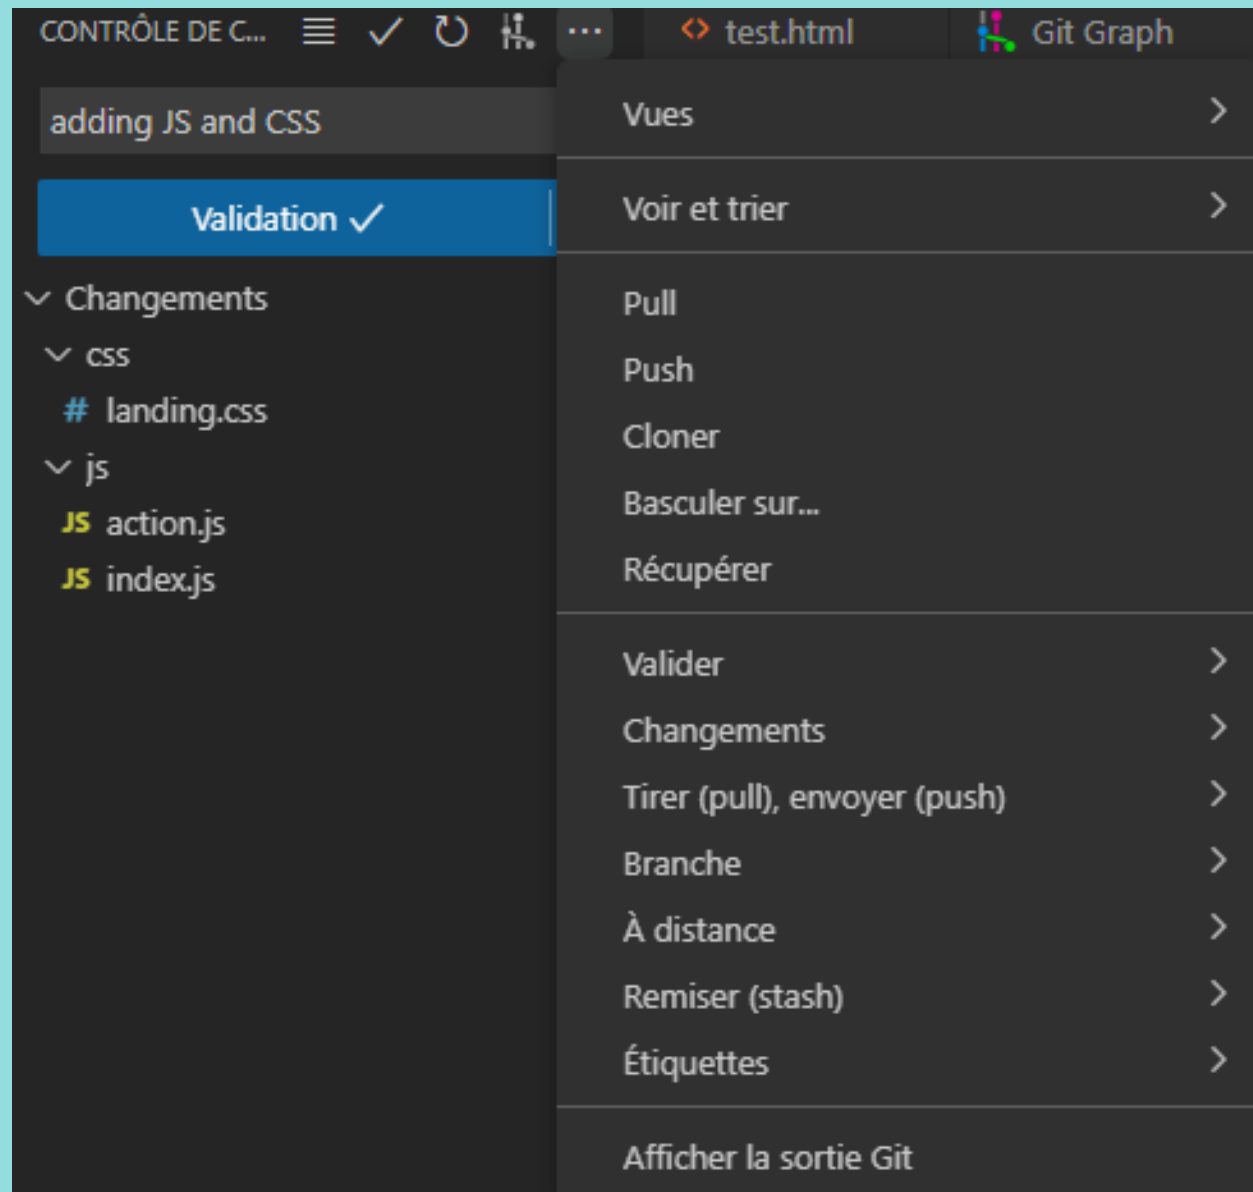 CONTRÔLE DE C...
test.html
Git Graph
adding JS and CSS
Validation
Changements
css
# landing.css
js
JS action.js
JS index.js
Vues
Voir et trier
Pull
Push
Cloner
Basculer sur...
Récupérer
Valider
Changements
Tirer (pull), envoyer (push)
Branche
À distance
Remiser (stash)
Étiquettes
Afficher la sortie Git